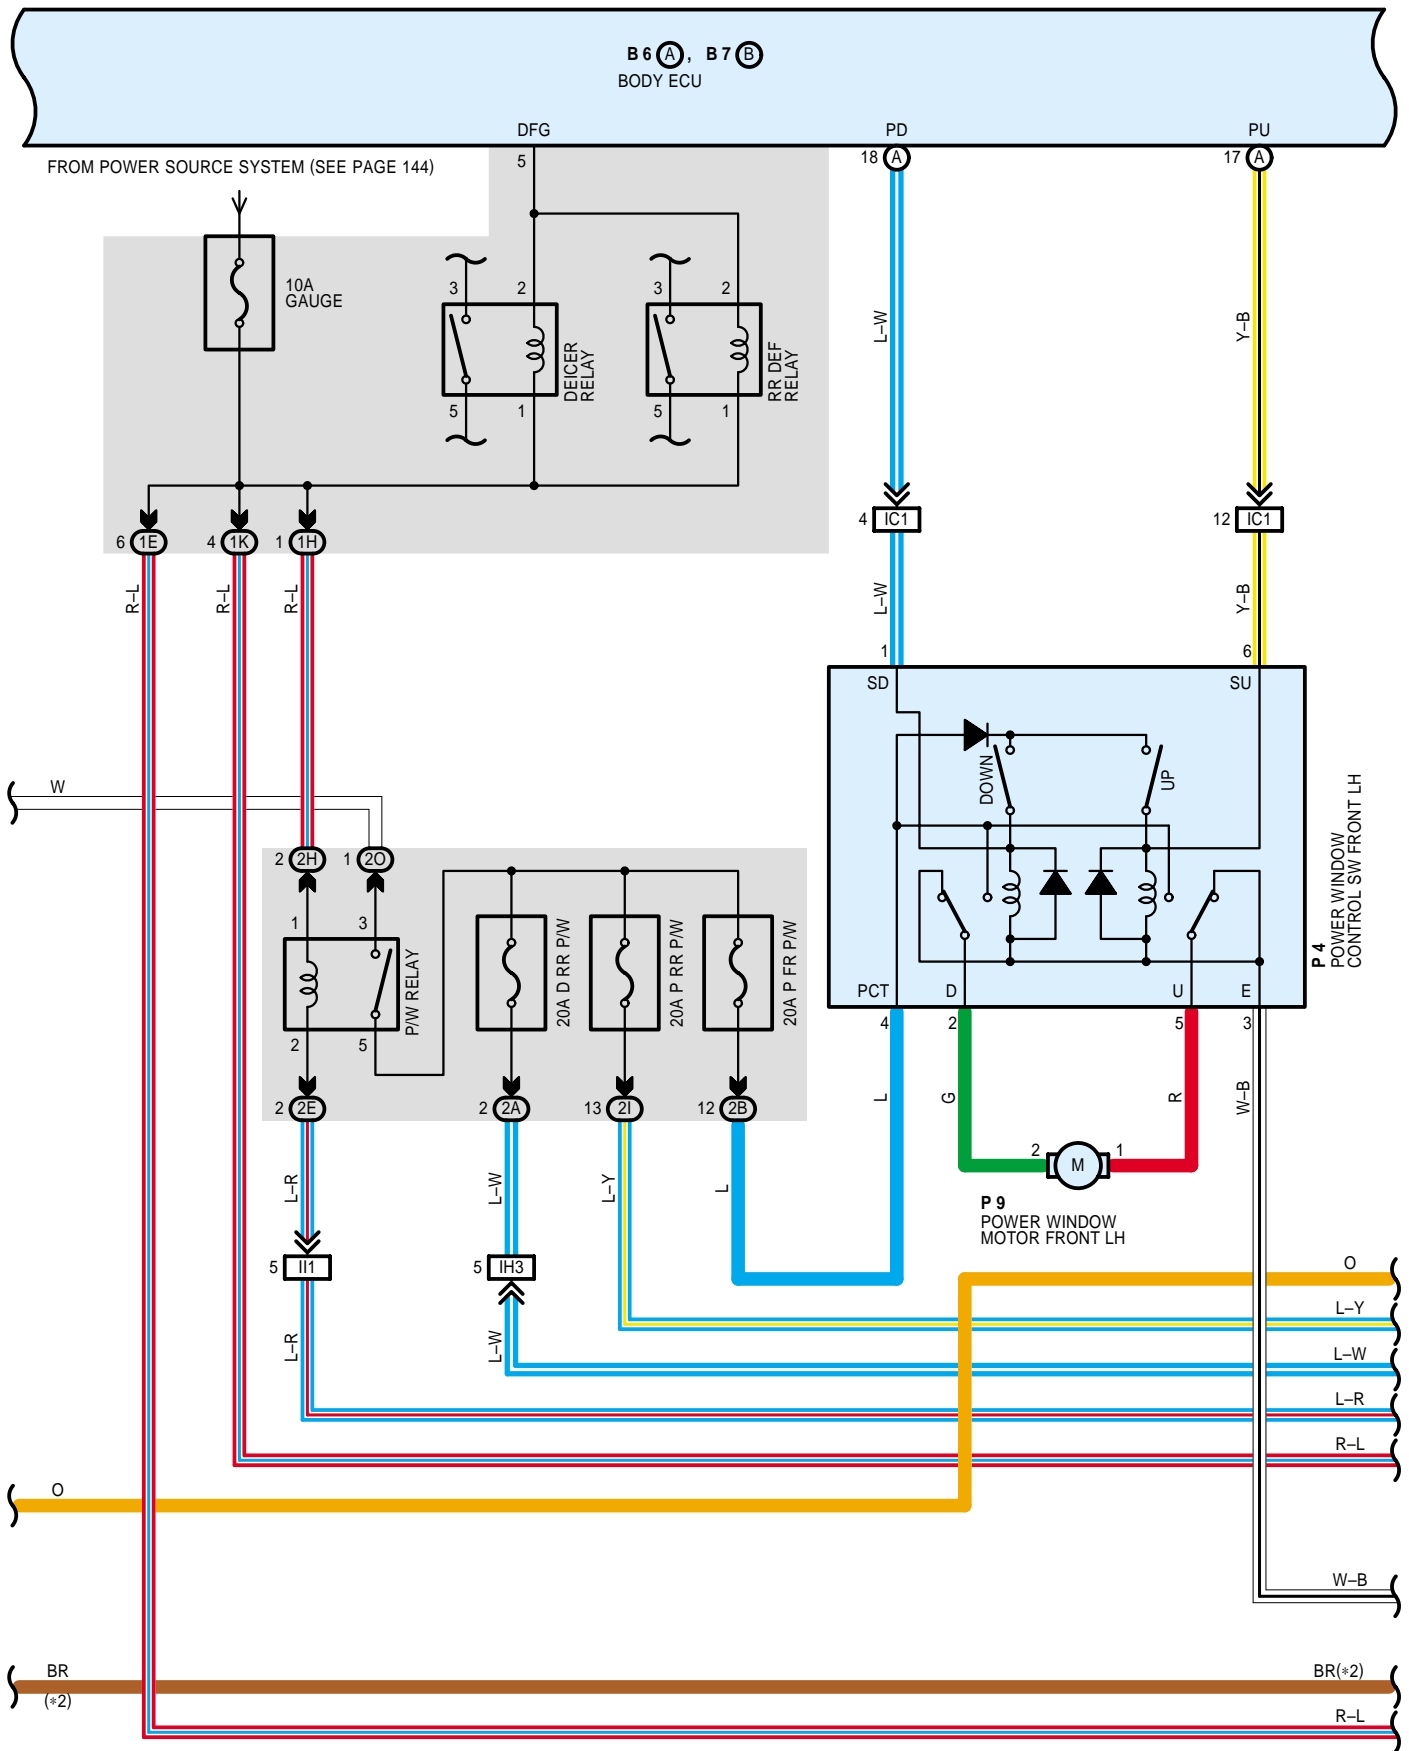 B 6 A , B 7 B
BODY ECU
DFG
PD
PU
5
18 A
17 A
FROM POWER SOURCE SYSTEM (SEE PAGE 144)
10A
GAUGE
3
2
3
2
DEICER
RELAY
RR DEF
RELAY
5
1
5
1
L–W
Y–B
4 IC1
12 IC1
6 1E
4 1K
1 1H
R–L
R–L
R–L
L–W
Y–B
1
6
SD
SU
DOWN
UP
P 4
POWER WINDOW
CONTROL SW FRONT LH
W
2 2H
1 2O
1
3
P/W RELAY
20A D RR P/W
20A P RR P/W
20A P FR P/W
2
5
PCT
D
U
E
4
2
5
3
2 2E
2 2A
13 2I
12 2B
L
G
R
W–B
2
M
1
L–R
L–W
L–Y
L
P 9
POWER WINDOW
MOTOR FRONT LH
5 II1
5 IH3
O
L–R
L–W
L–Y
L–W
L–R
R–L
O
W–B
BR
(∗2)
BR(∗2)
R–L